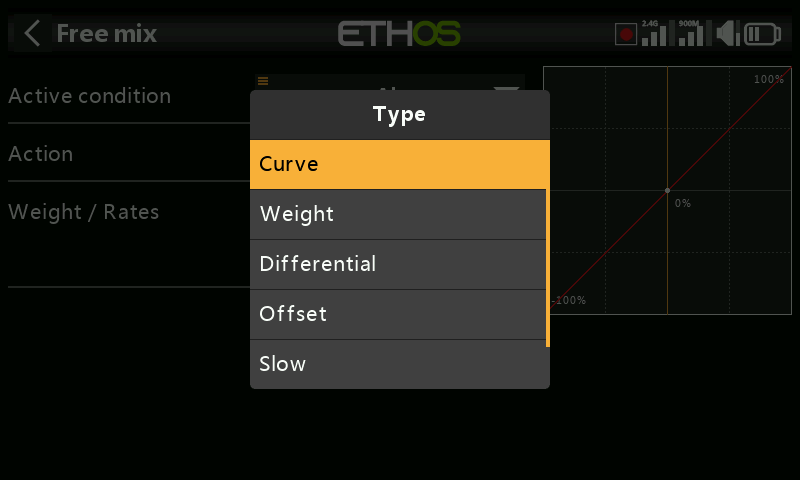 Free mix
ETHOS
2.4G
900M
Active condition
Action
Weight / Rates
Type
Curve
Weight
Differential
Offset
Slow
100%
0%
-100%